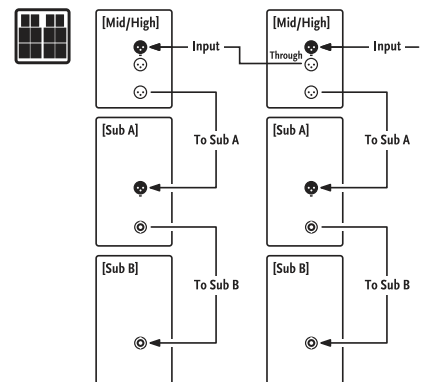 [Mid/High]
Input
To Sub A
[Sub A]
To Sub B
[Sub B]
[Mid/High]
Through
Input
To Sub A
[Sub A]
To Sub B
[Sub B]